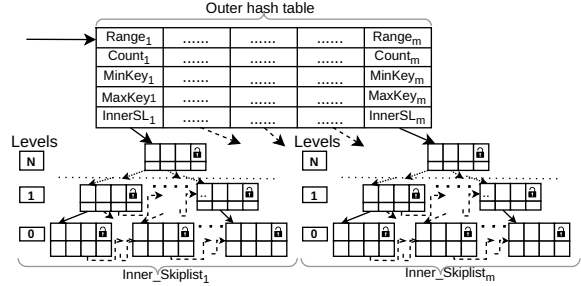 Outer hash table
Range1 ...... ...... ...... Rangem
Count1 ...... ...... ...... Countm
MinKey1 ...... ...... ...... MinKeym
MaxKey1 ...... ...... ...... MaxKeym
InnerSL1 ...... ...... ...... InnerSLm
Levels Levels
N N
1 1
0 0
Inner_Skiplist1 Inner_Skiplistm